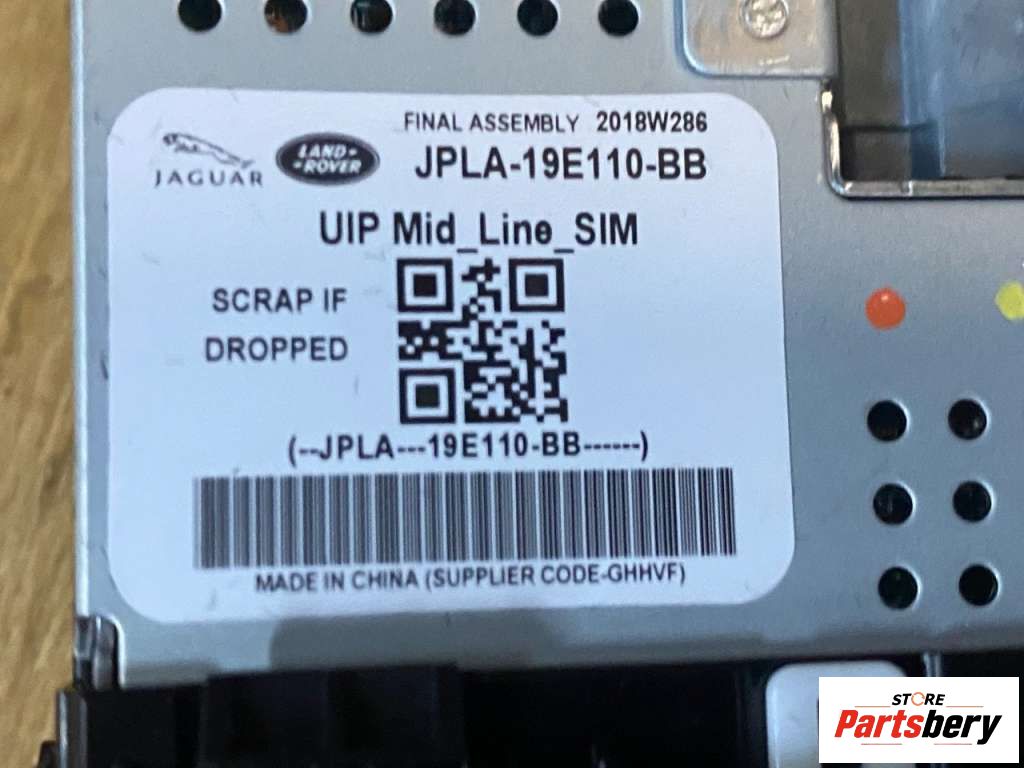 FINAL ASSEMBLY 2018W286
JAGUAR
LAND-
-ROVER
JPLA-19E110-BB
UIP Mid_Line_SIM
SCRAP IF
DROPPED
(--JPLA---19E110-BB------)
MADE IN CHINA (SUPPLIER CODE-GHHVF)
STORE
Partsbery